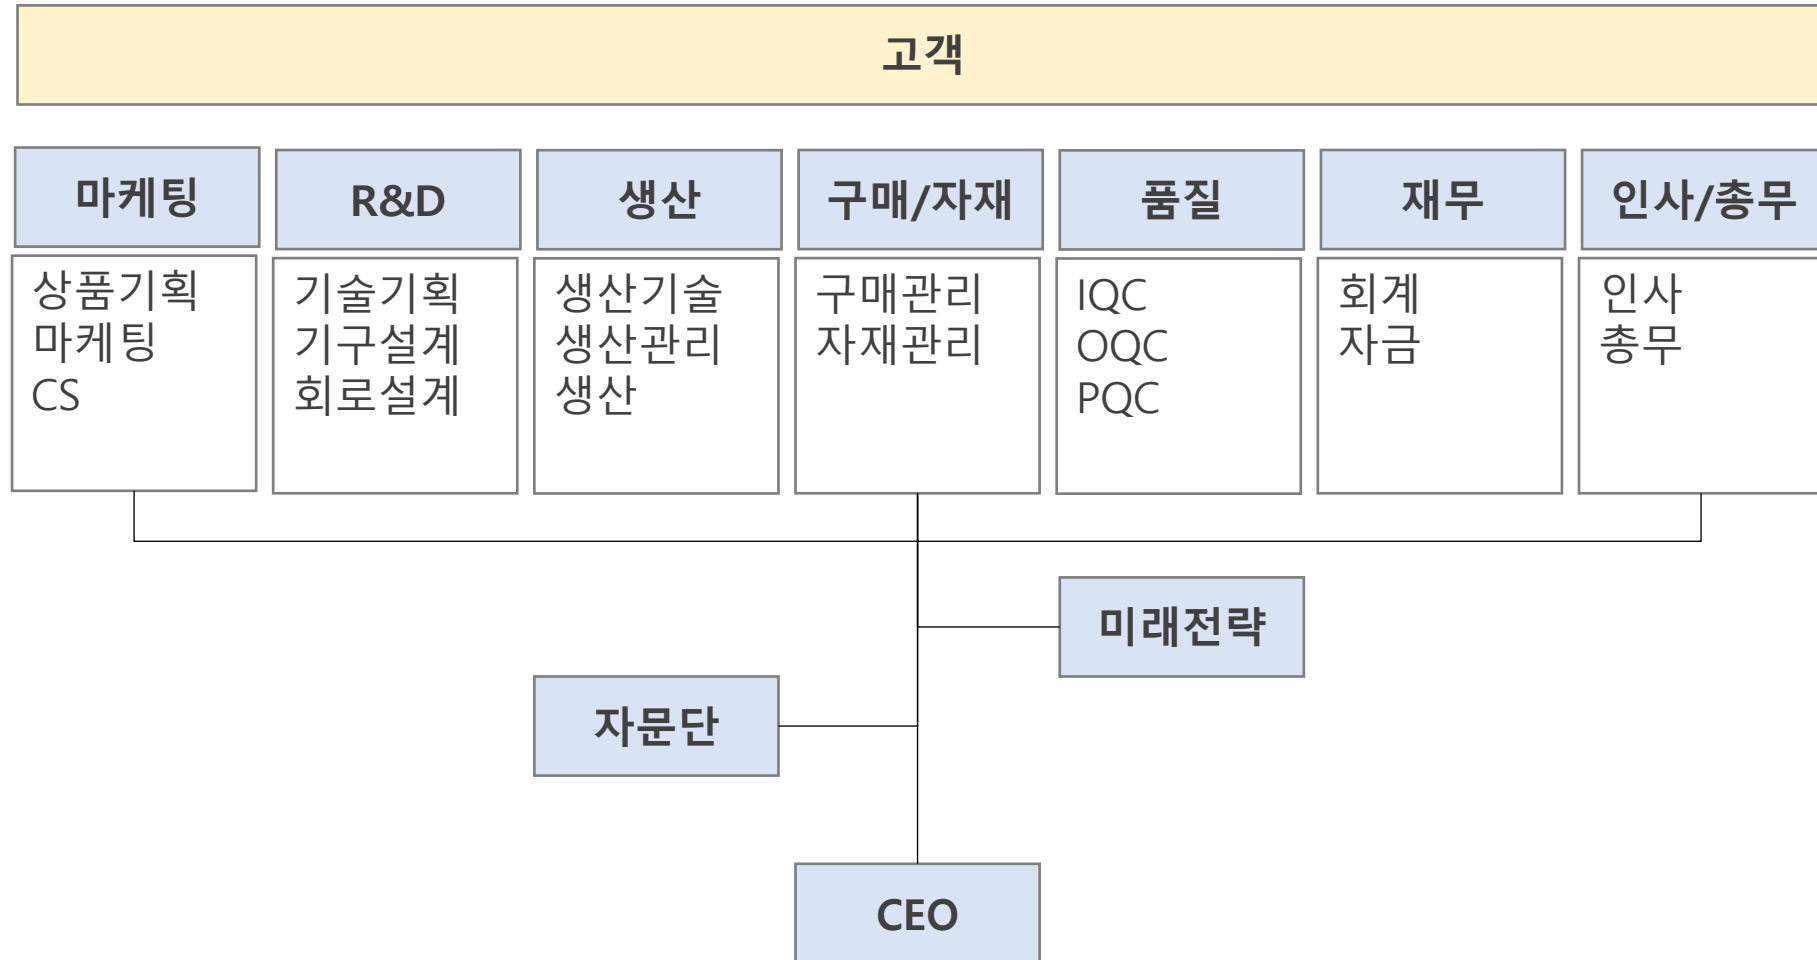 고객
마케팅
상품기획
마케팅
CS
R&D
기술기획
기구설계
회로설계
생산
생산기술
생산관리
생산
구매/자재
구매관리
자재관리
품질
IQC
OQC
PQC
재무
회계
자금
인사/총무
인사
총무
미래전략
자문단
CEO